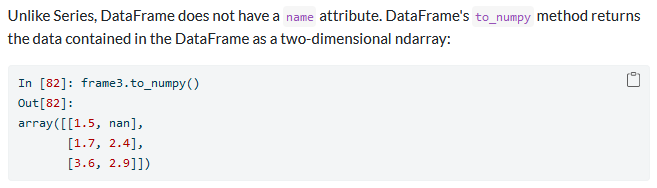 Unlike Series, DataFrame does not have a name attribute. DataFrame's to_numpy method returns
the data contained in the DataFrame as a two-dimensional ndarray:
In [82]: frame3.to_numpy()
Out[82]:
array([[1.5, nan],
       [1.7, 2.4],
       [3.6, 2.9]])